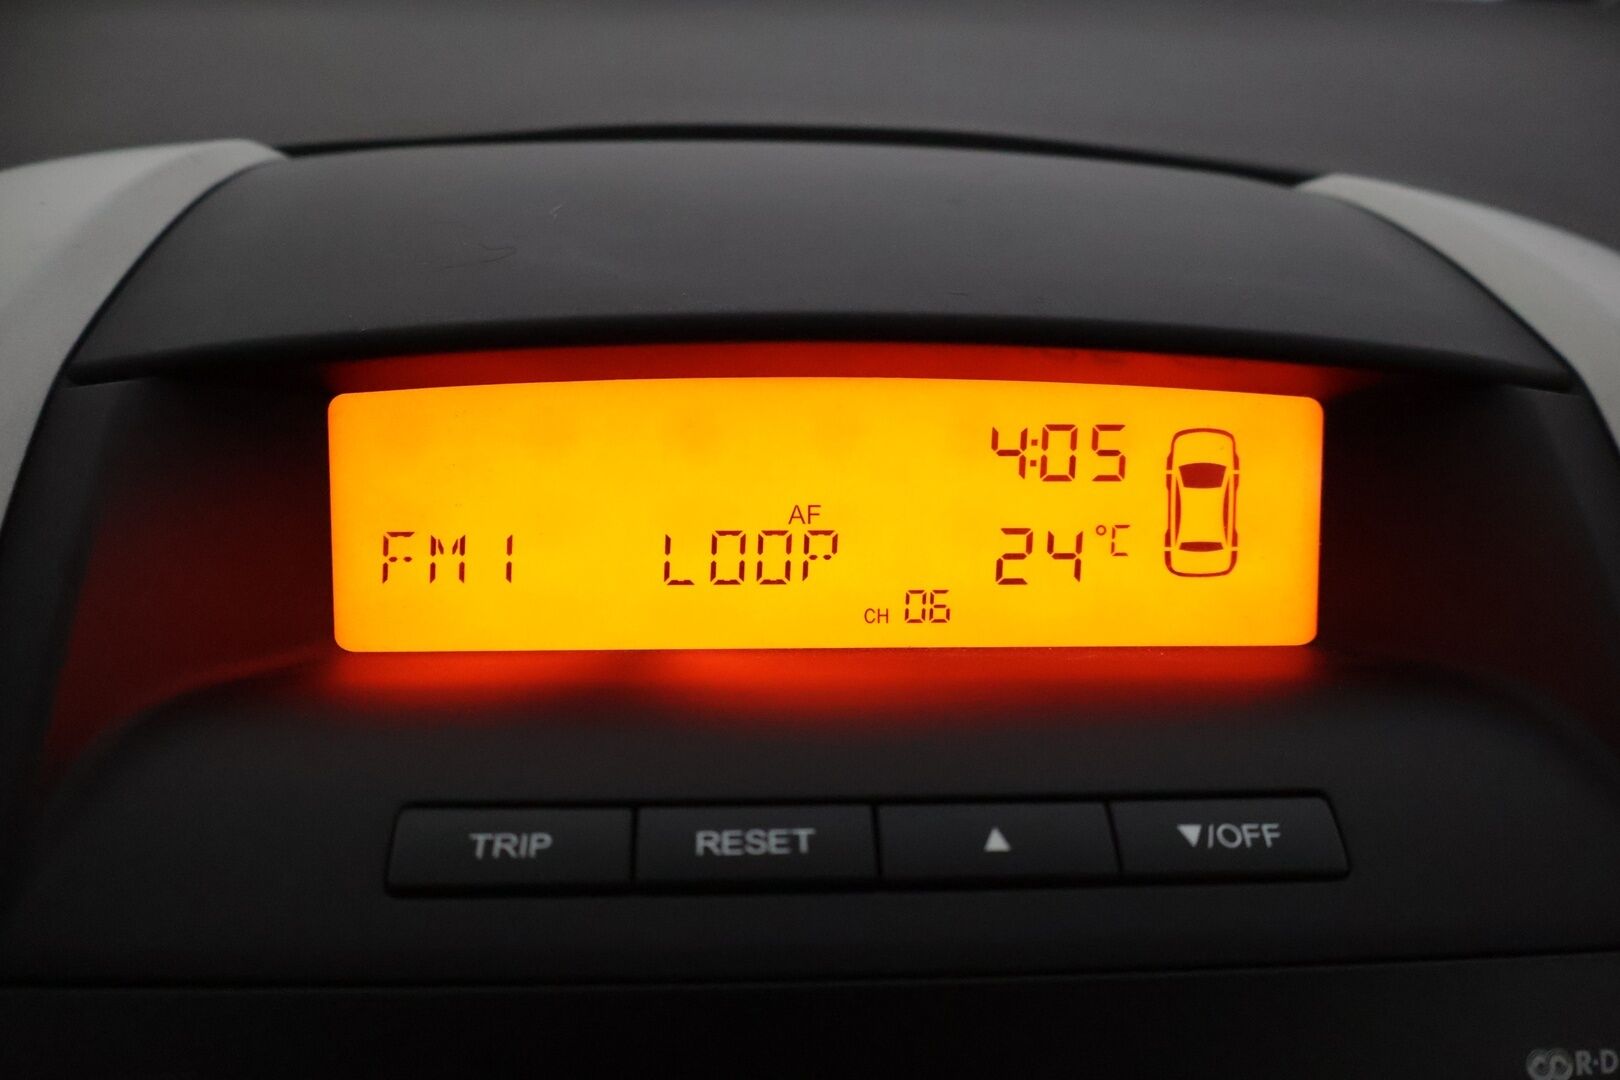 4:05
AF
FM1 LOOP 24°C
CH 06
TRIP RESET ▲ ▼/OFF
R·D